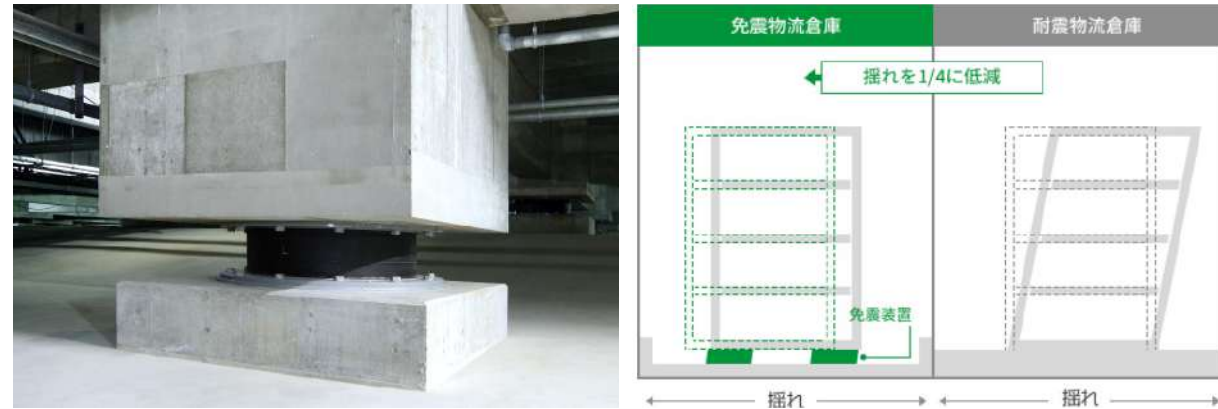 免震物流倉庫
耐震物流倉庫
揺れを1/4に低減
免震装置
揺れ
揺れ